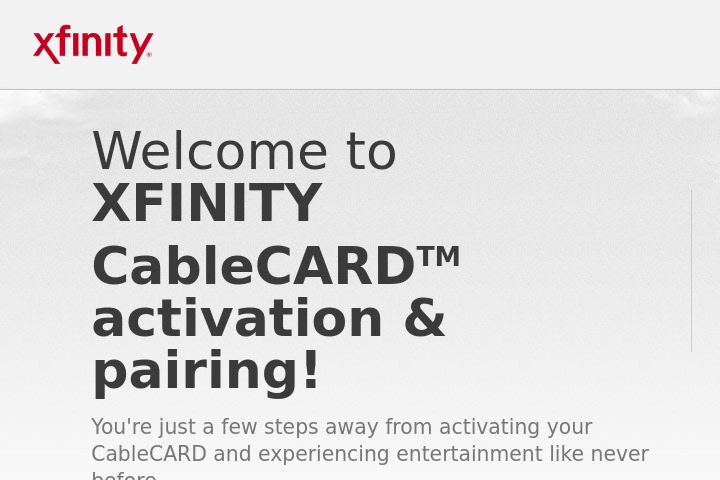 xfinity®
Welcome to
XFINITY
CableCARD™
activation &
pairing!
You're just a few steps away from activating your
CableCARD and experiencing entertainment like never
before.